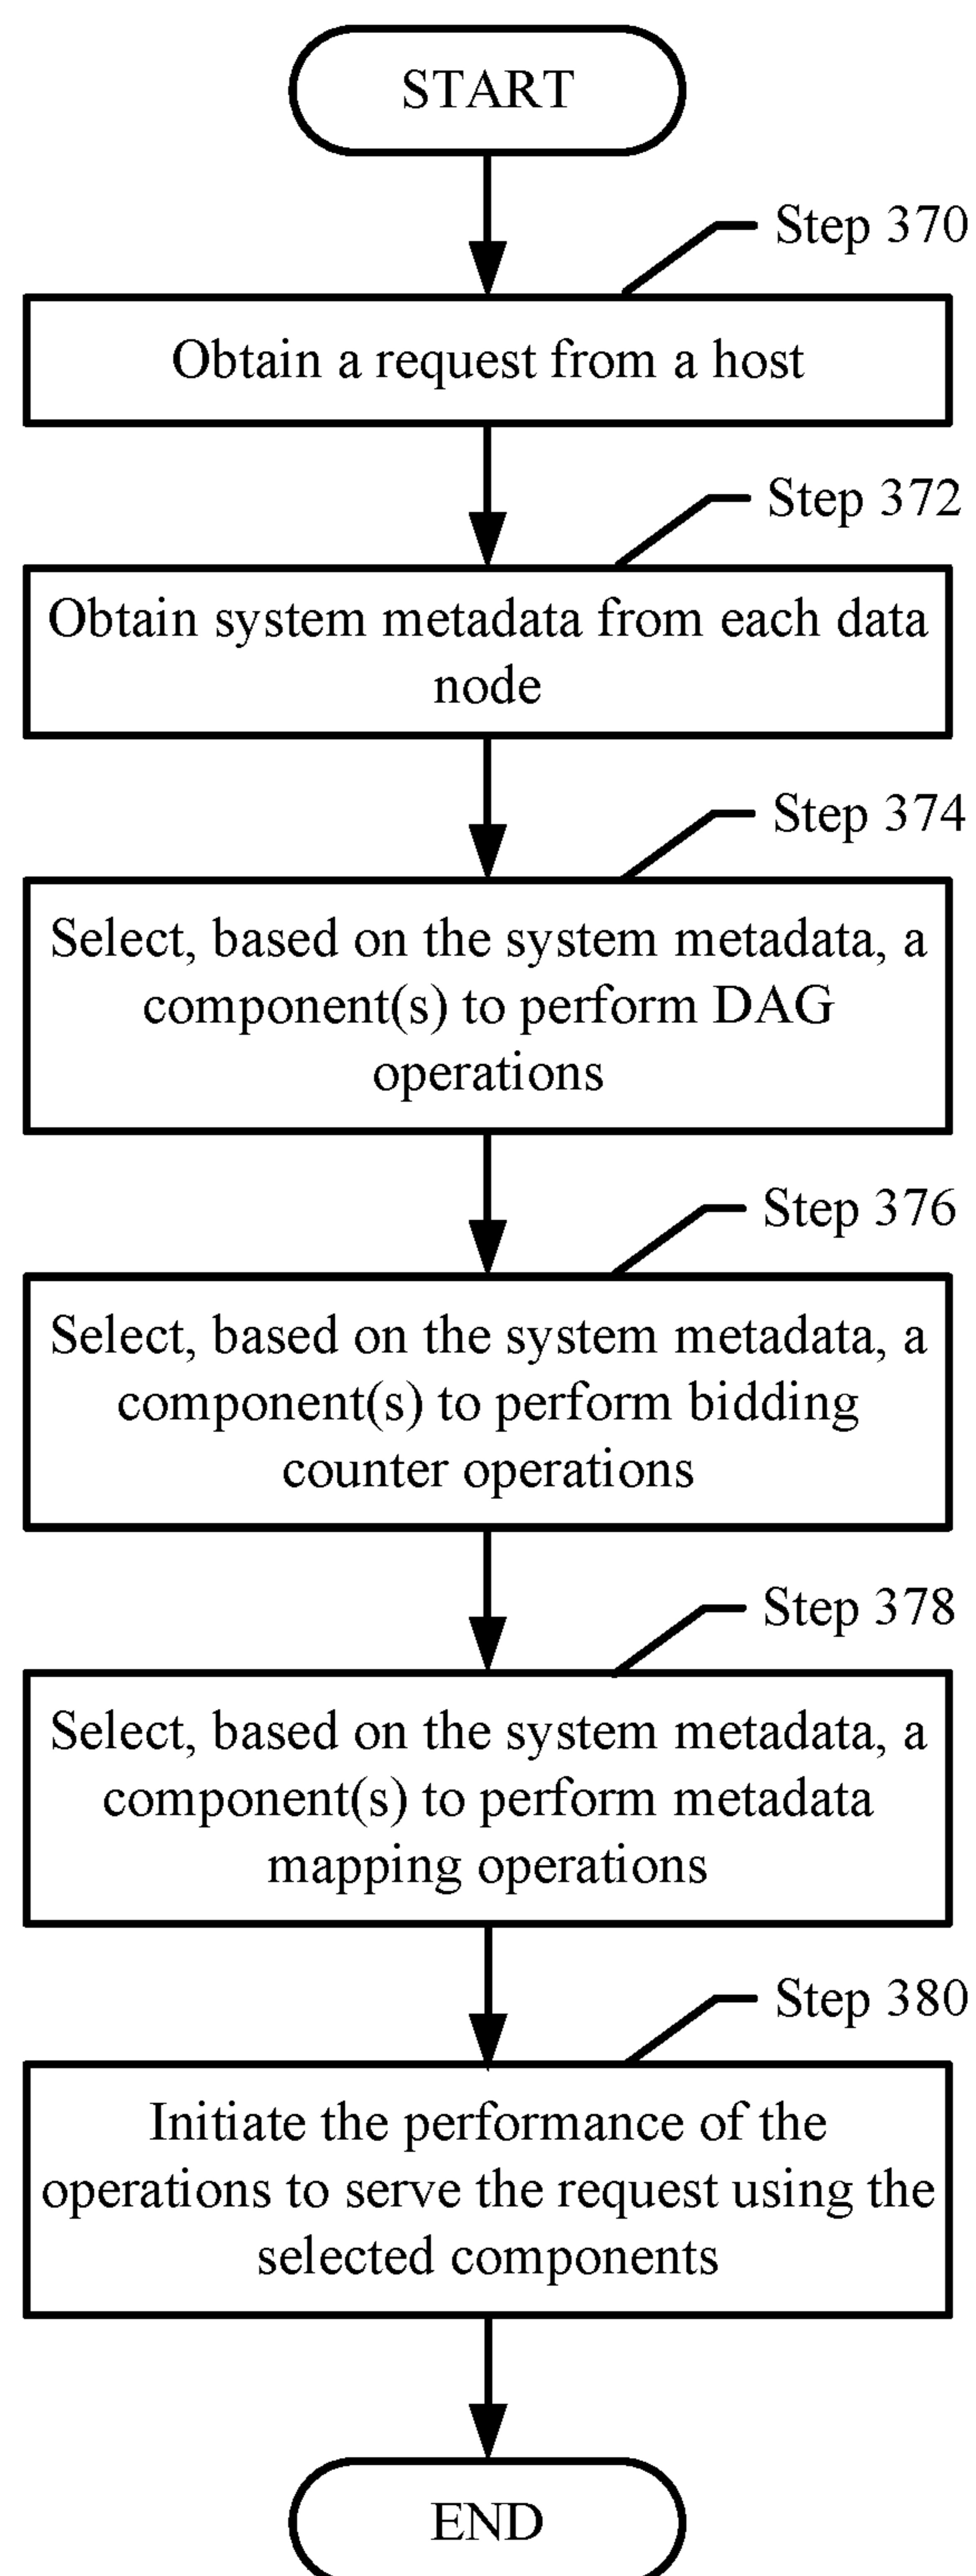 START
Step 370
Obtain a request from a host
Step 372
Obtain system metadata from each data
node
Step 374
Select, based on the system metadata, a
component(s) to perform DAG
operations
Step 376
Select, based on the system metadata, a
component(s) to perform bidding
counter operations
Step 378
Select, based on the system metadata, a
component(s) to perform metadata
mapping operations
Step 380
Initiate the performance of the
operations to serve the request using the
selected components
END